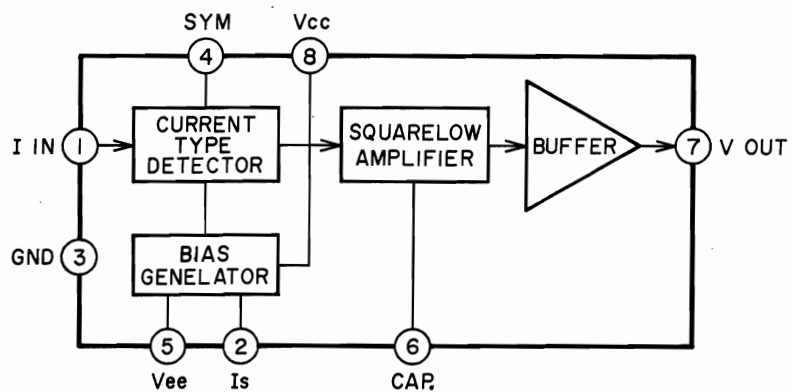 SYM Vcc
4 8
I IN 1 CURRENT TYPE DETECTOR
SQUARELOW AMPLIFIER
BUFFER
7 V OUT
GND 3
BIAS GENELATOR
5 2 6
Vee Is CAP.